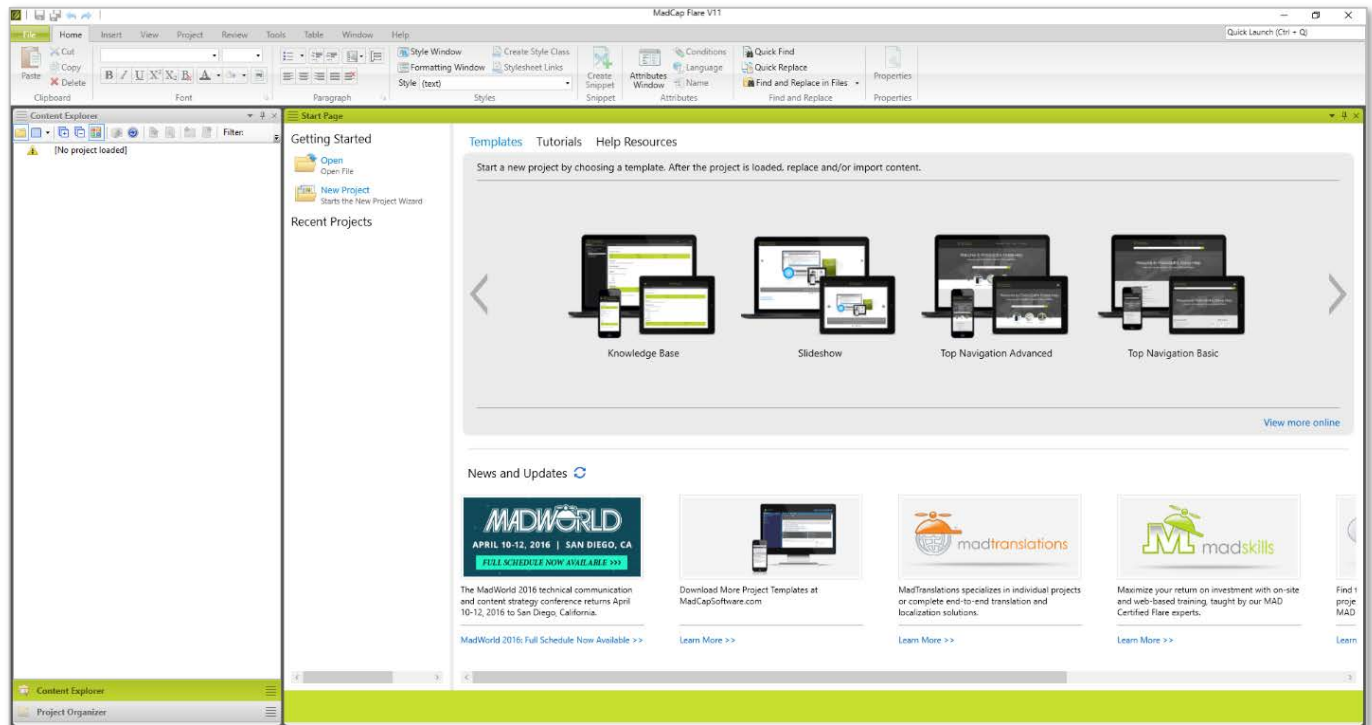 MadCap Flare V11
File Home Insert View Project Review Tools Table Window Help
Quick Launch (Ctrl + Q)
Paste
Cut
Copy
Delete
Clipboard
B I U X² X₂ B A
Font
Paragraph
Style Window
Formatting Window
Style (text)
Create Style Class
Stylesheet Links
Styles
Create Snippet
Snippet
Attributes Window
Conditions
Language
Name
Attributes
Quick Find
Quick Replace
Find and Replace in Files
Find and Replace
Properties
Properties
Content Explorer
Filter:
[No project loaded]
Content Explorer
Project Organizer
Start Page
Getting Started
Open
Open File
New Project
Starts the New Project Wizard
Recent Projects
Templates Tutorials Help Resources
Start a new project by choosing a template. After the project is loaded, replace and/or import content.
Knowledge Base
Slideshow
Top Navigation Advanced
Top Navigation Basic
View more online
News and Updates
MADWORLD
APRIL 10-12, 2016 | SAN DIEGO, CA
FULL SCHEDULE NOW AVAILABLE >>>
The MadWorld 2016 technical communication
and content strategy conference returns April
10-12, 2016 to San Diego, California.
MadWorld 2016: Full Schedule Now Available >>
Download More Project Templates at
MadCapSoftware.com
Learn More >>
madtranslations
MadTranslations specializes in individual projects
or complete end-to-end translation and
localization solutions.
Learn More >>
M madskills
Maximize your return on investment with on-site
and web-based training, taught by our MAD
Certified Flare experts.
Learn More >>
Find
proje
MAD
Learn